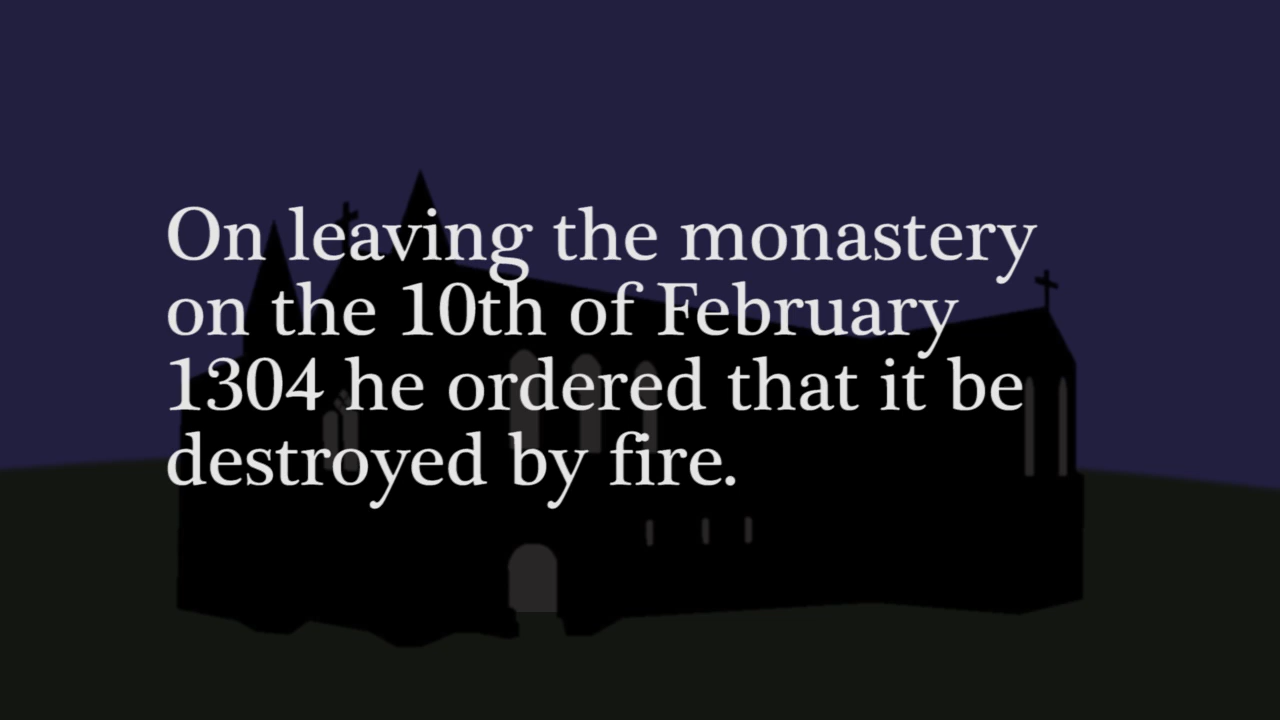 On leaving the monastery
on the 10th of February
1304 he ordered that it be
destroyed by fire.